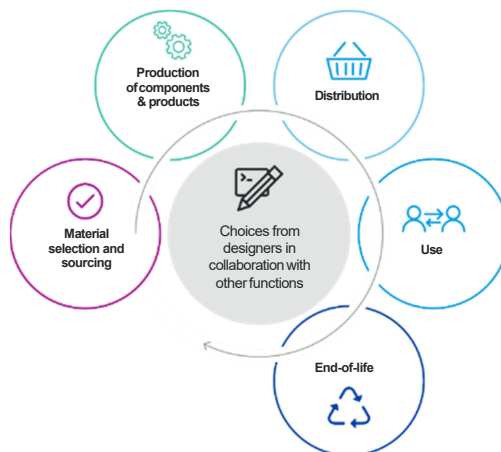 Production
of components
& products
Distribution
Material
selection and
sourcing
Choices from
designers in
collaboration with
other functions
Use
End-of-life